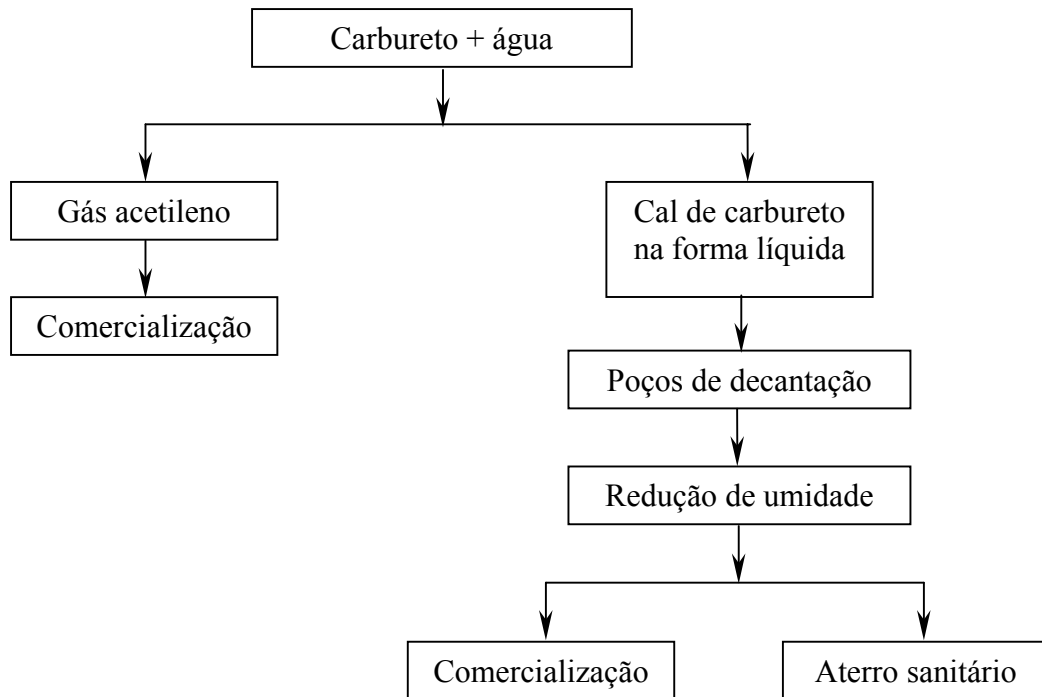 Carbureto + água
Gás acetileno
Cal de carbureto
na forma líquida
Comercialização
Poços de decantação
Redução de umidade
Comercialização
Aterro sanitário